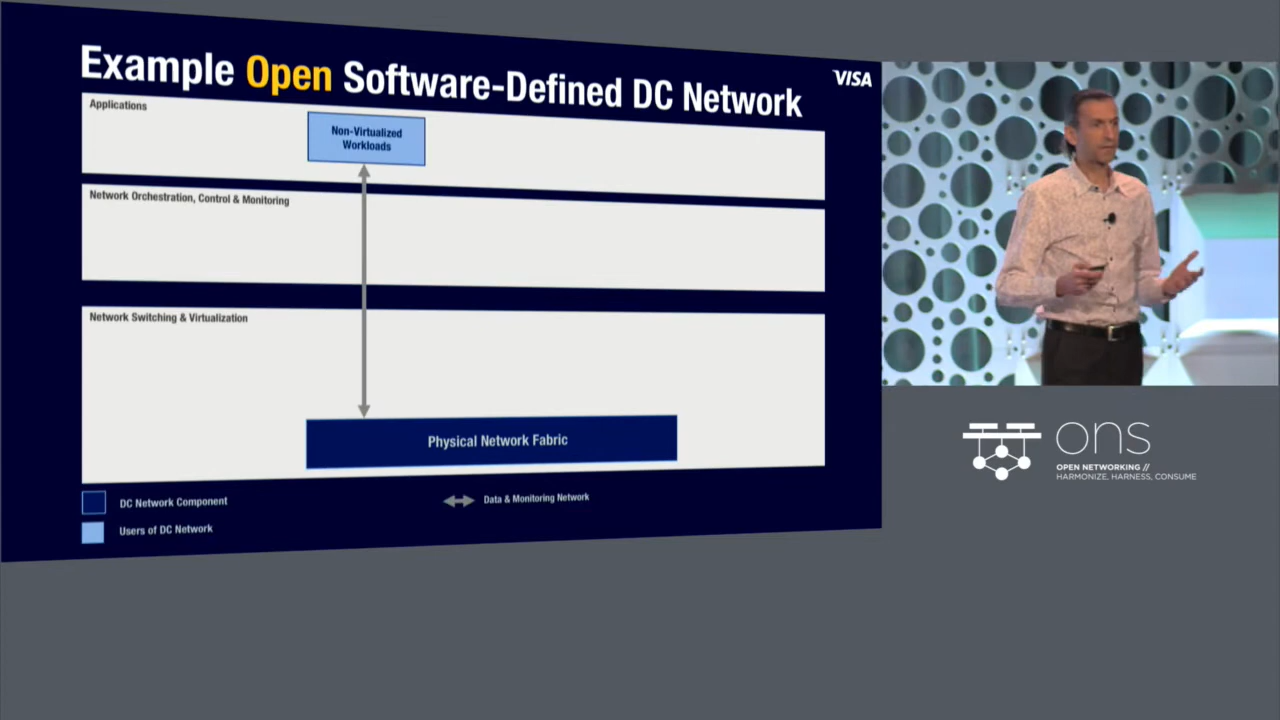 Example Open Software-Defined DC Network
VISA
Applications
Non-Virtualized
Workloads
Network Orchestration, Control & Monitoring
Network Switching & Virtualization
Physical Network Fabric
DC Network Component
Data & Monitoring Network
Users of DC Network
ons
OPEN NETWORKING //
HARMONIZE, HARNESS, CONSUME